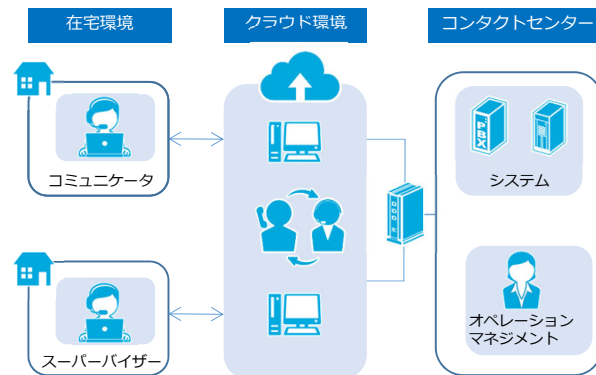 在宅環境
クラウド環境
コンタクトセンター
コミュニケータ
スーパーバイザー
PBX
システム
オペレーション
マネジメント